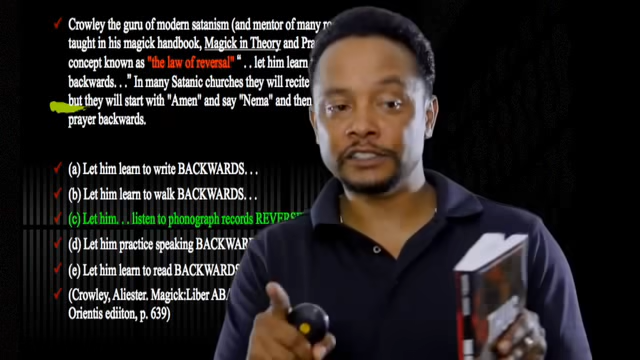 Crowley the guru of modern satanism (and mentor of many
taught in his magick handbook, Magick in Theory and
concept known as "the law of reversal" " . . let him learn
backwards. . ." In many Satanic churches they will recite
but they will start with "Amen" and say "Nema" and then
prayer backwards.
(a) Let him learn to write BACKWARDS. . .
(b) Let him learn to walk BACKWARDS. . .
(c) Let him. . . listen to phonograph records
(d) Let him practice speaking
(e) Let him learn to read BACKWARDS
(Crowley, Aliester. Magick:Liber
Orientis ediiton, p. 639)